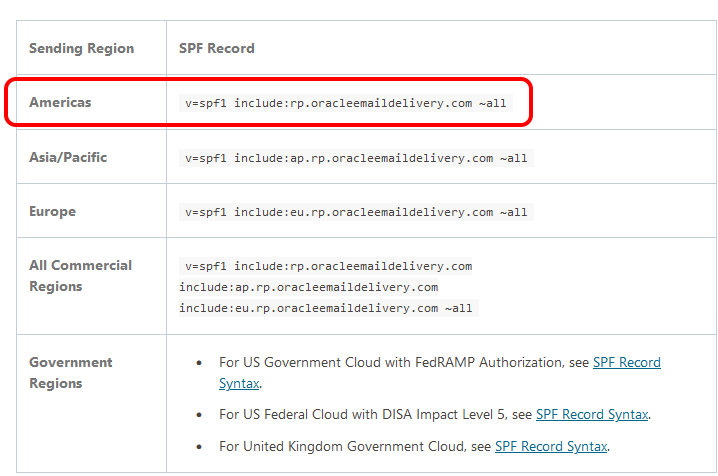 Sending Region SPF Record
Americas v=spf1 include:rp.oracleemaildelivery.com ~all
Asia/Pacific v=spf1 include:ap.rp.oracleemaildelivery.com ~all
Europe v=spf1 include:eu.rp.oracleemaildelivery.com ~all
All Commercial v=spf1 include:rp.oracleemaildelivery.com
Regions include:ap.rp.oracleemaildelivery.com
include:eu.rp.oracleemaildelivery.com ~all
Government • For US Government Cloud with FedRAMP Authorization, see SPF Record
Regions Syntax.
• For US Federal Cloud with DISA Impact Level 5, see SPF Record Syntax.
• For United Kingdom Government Cloud, see SPF Record Syntax.